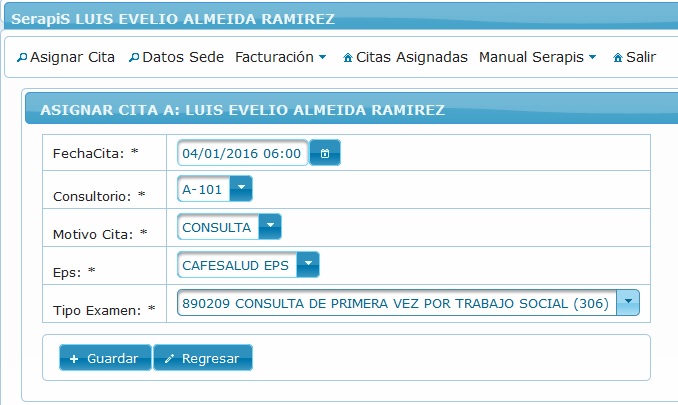 SerapiS LUIS EVELIO ALMEIDA RAMIREZ
Asignar Cita Datos Sede Facturación Citas Asignadas Manual Serapis Salir
ASIGNAR CITA A: LUIS EVELIO ALMEIDA RAMIREZ
FechaCita: * 04/01/2016 06:00
Consultorio: * A-101
Motivo Cita: * CONSULTA
Eps: * CAFESALUD EPS
Tipo Examen: * 890209 CONSULTA DE PRIMERA VEZ POR TRABAJO SOCIAL (306)
Guardar Regresar